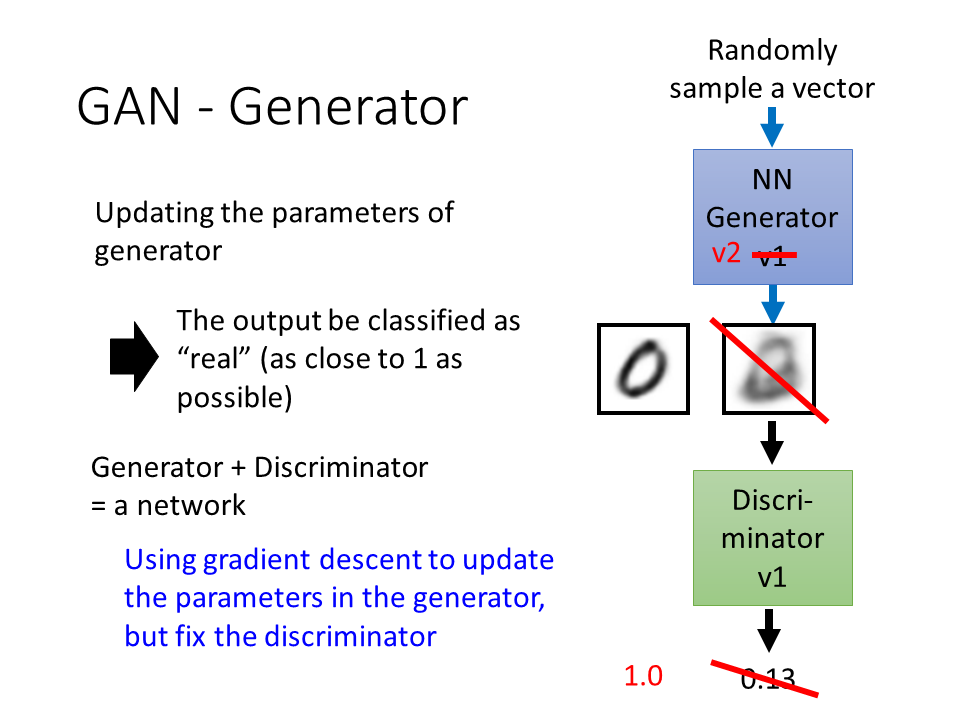 GAN - Generator
Updating the parameters of
generator
The output be classified as
“real” (as close to 1 as
possible)
Generator + Discriminator
= a network
Using gradient descent to update
the parameters in the generator,
but fix the discriminator
Randomly
sample a vector
NN
Generator
v2 v1
Discri-
minator
v1
1.0 0.13